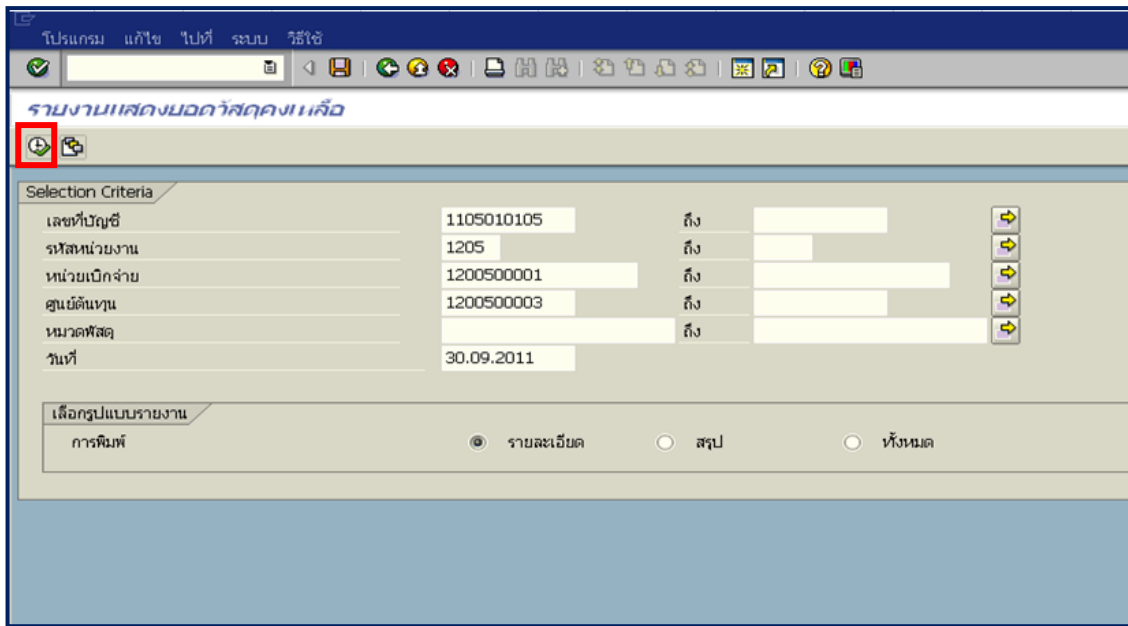 โปรแกรม แก้ไข ไปที่ ระบบ วิธีใช้
รายงานแสดงยอดวัสดุคงเหลือ
Selection Criteria
เลขที่บัญชี 1105010105 ถึง
รหัสหน่วยงาน 1205 ถึง
หน่วยเบิกจ่าย 1200500001 ถึง
ศูนย์ต้นทุน 1200500003 ถึง
หมวดพัสดุ ถึง
วันที่ 30.09.2011
เลือกรูปแบบรายงาน
การพิมพ์ รายละเอียด สรุป ทั้งหมด